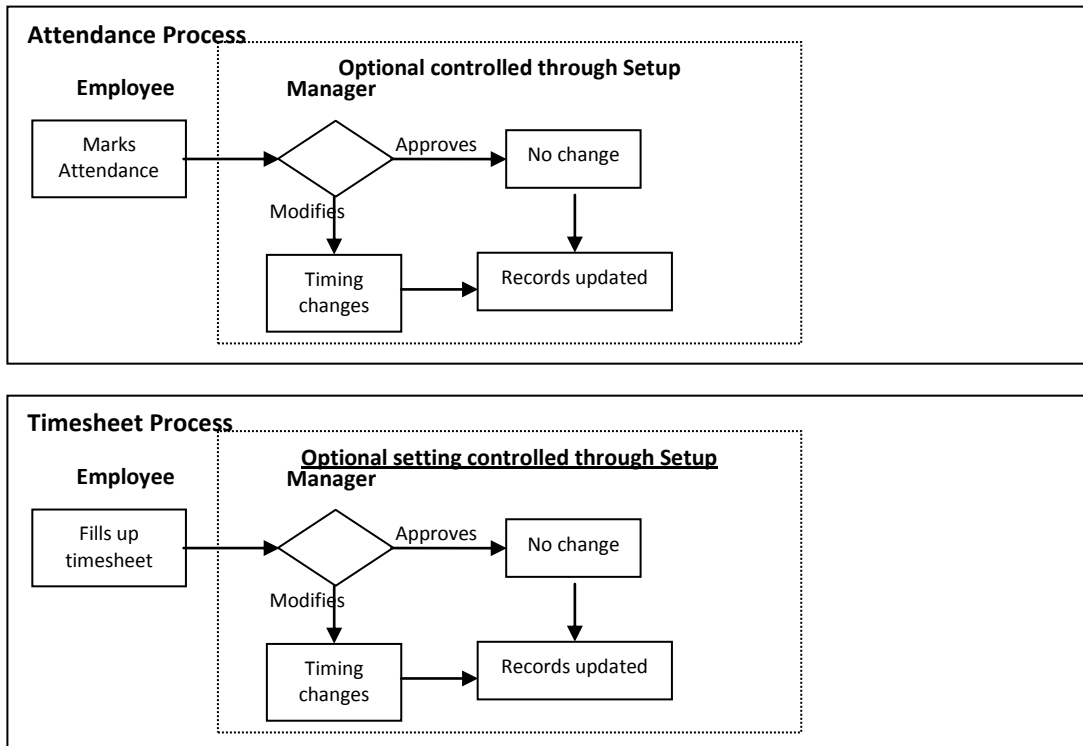 Attendance Process
Optional controlled through Setup
Employee
Manager
Marks
Attendance
Approves
No change
Modifies
Timing
changes
Records updated
Timesheet Process
Optional setting controlled through Setup
Employee
Manager
Fills up
timesheet
Approves
No change
Modifies
Timing
changes
Records updated